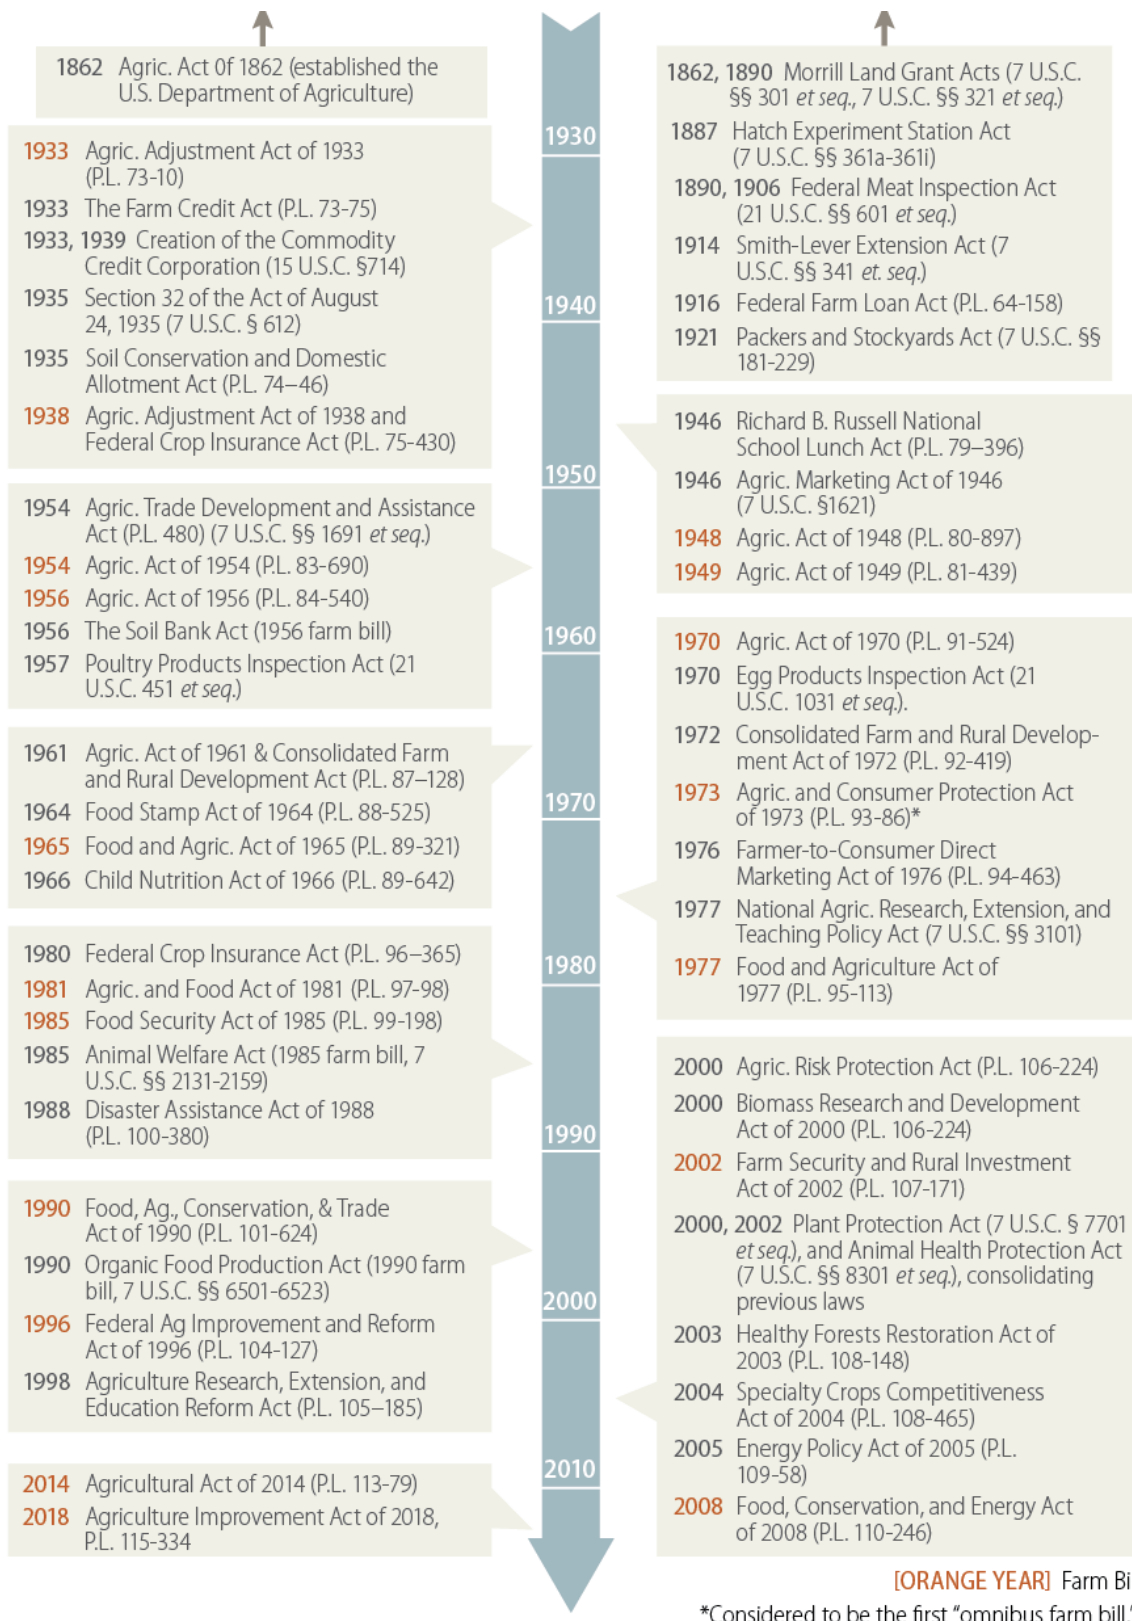 1862 Agric. Act 0f 1862 (established the
U.S. Department of Agriculture)
1933 Agric. Adjustment Act of 1933
(P.L. 73-10)
1933 The Farm Credit Act (P.L. 73-75)
1933, 1939 Creation of the Commodity
Credit Corporation (15 U.S.C. §714)
1935 Section 32 of the Act of August
24, 1935 (7 U.S.C. § 612)
1935 Soil Conservation and Domestic
Allotment Act (P.L. 74–46)
1938 Agric. Adjustment Act of 1938 and
Federal Crop Insurance Act (P.L. 75-430)
1954 Agric. Trade Development and Assistance
Act (P.L. 480) (7 U.S.C. §§ 1691 et seq.)
1954 Agric. Act of 1954 (P.L. 83-690)
1956 Agric. Act of 1956 (P.L. 84-540)
1956 The Soil Bank Act (1956 farm bill)
1957 Poultry Products Inspection Act (21
U.S.C. 451 et seq.)
1961 Agric. Act of 1961 & Consolidated Farm
and Rural Development Act (P.L. 87–128)
1964 Food Stamp Act of 1964 (P.L. 88-525)
1965 Food and Agric. Act of 1965 (P.L. 89-321)
1966 Child Nutrition Act of 1966 (P.L. 89-642)
1980 Federal Crop Insurance Act (P.L. 96–365)
1981 Agric. and Food Act of 1981 (P.L. 97-98)
1985 Food Security Act of 1985 (P.L. 99-198)
1985 Animal Welfare Act (1985 farm bill, 7
U.S.C. §§ 2131-2159)
1988 Disaster Assistance Act of 1988
(P.L. 100-380)
1990 Food, Ag., Conservation, & Trade
Act of 1990 (P.L. 101-624)
1990 Organic Food Production Act (1990 farm
bill, 7 U.S.C. §§ 6501-6523)
1996 Federal Ag Improvement and Reform
Act of 1996 (P.L. 104-127)
1998 Agriculture Research, Extension, and
Education Reform Act (P.L. 105–185)
2014 Agricultural Act of 2014 (P.L. 113-79)
2018 Agriculture Improvement Act of 2018,
P.L. 115-334
1930
1940
1950
1960
1970
1980
1990
2000
2010
1862, 1890 Morrill Land Grant Acts (7 U.S.C.
§§ 301 et seq., 7 U.S.C. §§ 321 et seq.)
1887 Hatch Experiment Station Act
(7 U.S.C. §§ 361a-361i)
1890, 1906 Federal Meat Inspection Act
(21 U.S.C. §§ 601 et seq.)
1914 Smith-Lever Extension Act (7
U.S.C. §§ 341 et. seq.)
1916 Federal Farm Loan Act (P.L. 64-158)
1921 Packers and Stockyards Act (7 U.S.C. §§
181-229)
1946 Richard B. Russell National
School Lunch Act (P.L. 79–396)
1946 Agric. Marketing Act of 1946
(7 U.S.C. §1621)
1948 Agric. Act of 1948 (P.L. 80-897)
1949 Agric. Act of 1949 (P.L. 81-439)
1970 Agric. Act of 1970 (P.L. 91-524)
1970 Egg Products Inspection Act (21
U.S.C. 1031 et seq.).
1972 Consolidated Farm and Rural Develop-
ment Act of 1972 (P.L. 92-419)
1973 Agric. and Consumer Protection Act
of 1973 (P.L. 93-86)*
1976 Farmer-to-Consumer Direct
Marketing Act of 1976 (P.L. 94-463)
1977 National Agric. Research, Extension, and
Teaching Policy Act (7 U.S.C. §§ 3101)
1977 Food and Agriculture Act of
1977 (P.L. 95-113)
2000 Agric. Risk Protection Act (P.L. 106-224)
2000 Biomass Research and Development
Act of 2000 (P.L. 106-224)
2002 Farm Security and Rural Investment
Act of 2002 (P.L. 107-171)
2000, 2002 Plant Protection Act (7 U.S.C. § 7701
et seq.), and Animal Health Protection Act
(7 U.S.C. §§ 8301 et seq.), consolidating
previous laws
2003 Healthy Forests Restoration Act of
2003 (P.L. 108-148)
2004 Specialty Crops Competitiveness
Act of 2004 (P.L. 108-465)
2005 Energy Policy Act of 2005 (P.L.
109-58)
2008 Food, Conservation, and Energy Act
of 2008 (P.L. 110-246)
[ORANGE YEAR] Farm Bi
*Considered to be the first "omnibus farm bill"